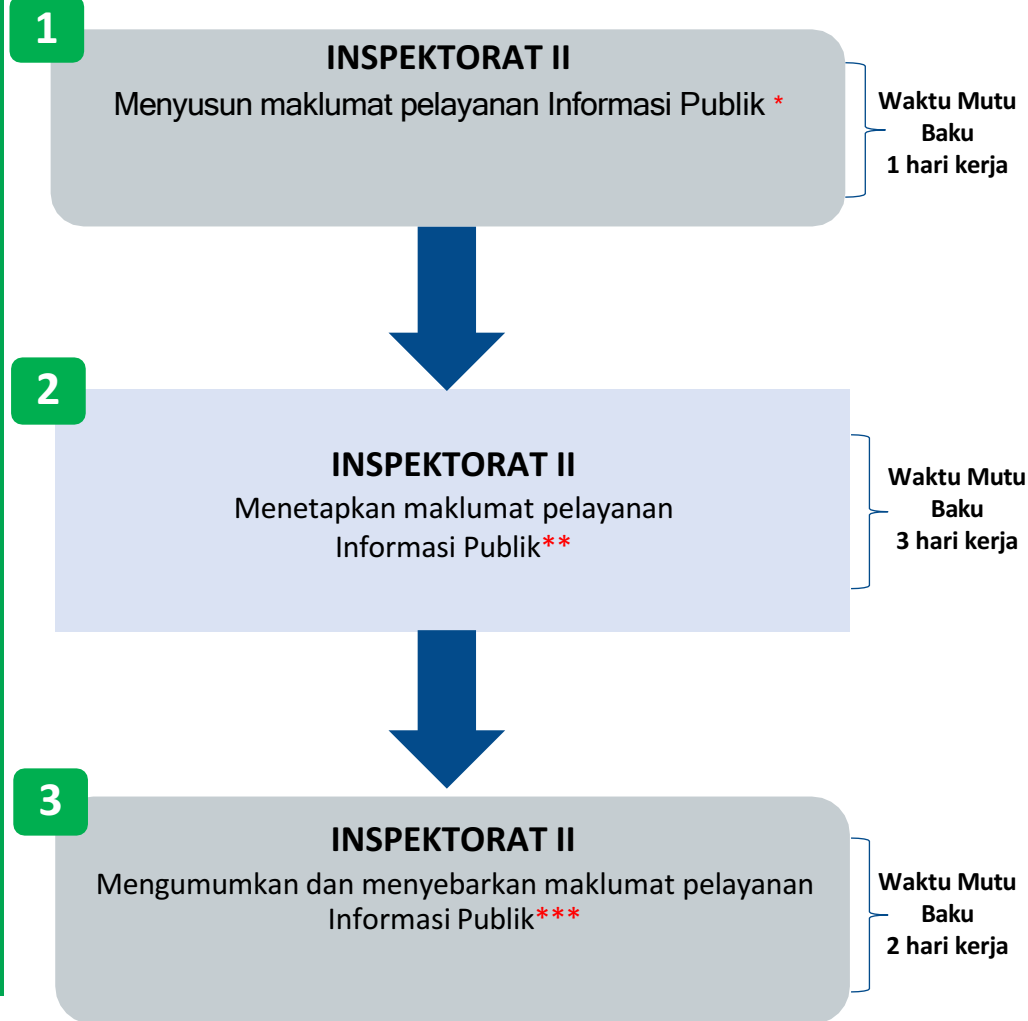 1
INSPEKTORAT II
Menyusun maklumat pelayanan Informasi Publik *
Waktu Mutu
Baku
1 hari kerja
2
INSPEKTORAT II
Menetapkan maklumat pelayanan
Informasi Publik**
Waktu Mutu
Baku
3 hari kerja
3
INSPEKTORAT II
Mengumumkan dan menyebarkan maklumat pelayanan
Informasi Publik***
Waktu Mutu
Baku
2 hari kerja